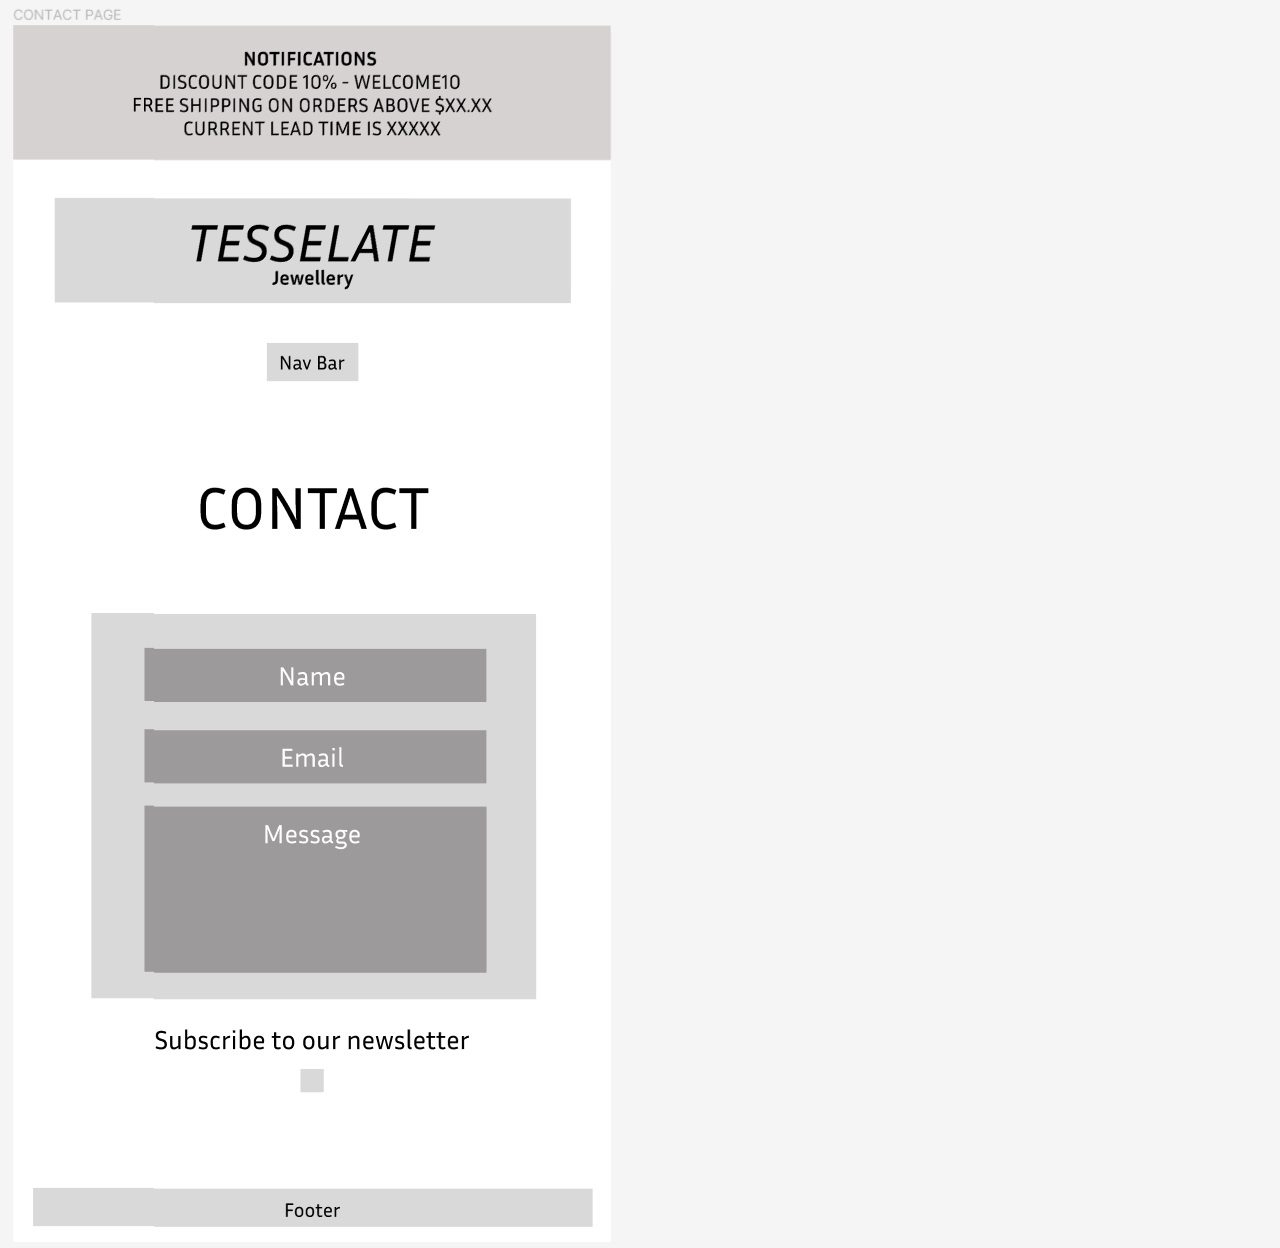 CONTACT PAGE
NOTIFICATIONS
DISCOUNT CODE 10% - WELCOME10
FREE SHIPPING ON ORDERS ABOVE $XX.XX
CURRENT LEAD TIME IS XXXXX
TESSELATE
Jewellery
Nav Bar
CONTACT
Name
Email
Message
Subscribe to our newsletter
Footer